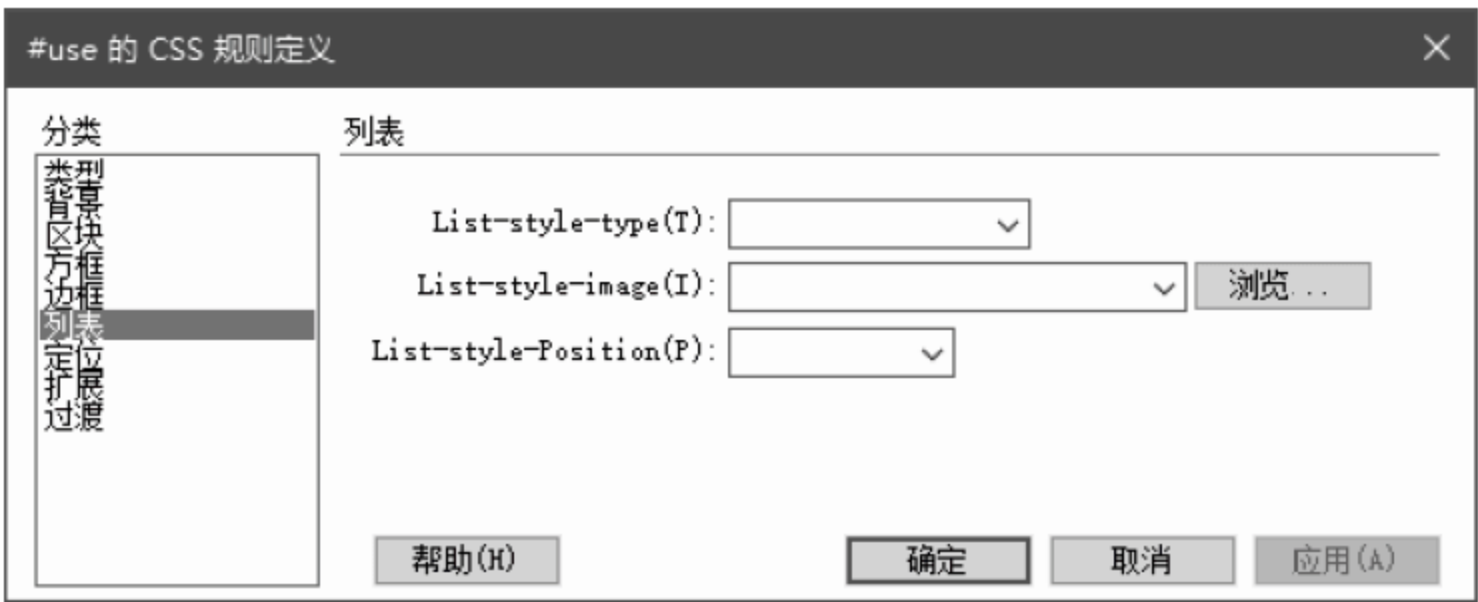 #use 的 CSS 规则定义
分类
类型
背景
区块
方框
边框
列表
定位
扩展
过渡
列表
List-style-type(T):
List-style-image(I):
浏览...
List-style-Position(P):
帮助(H)
确定
取消
应用(A)